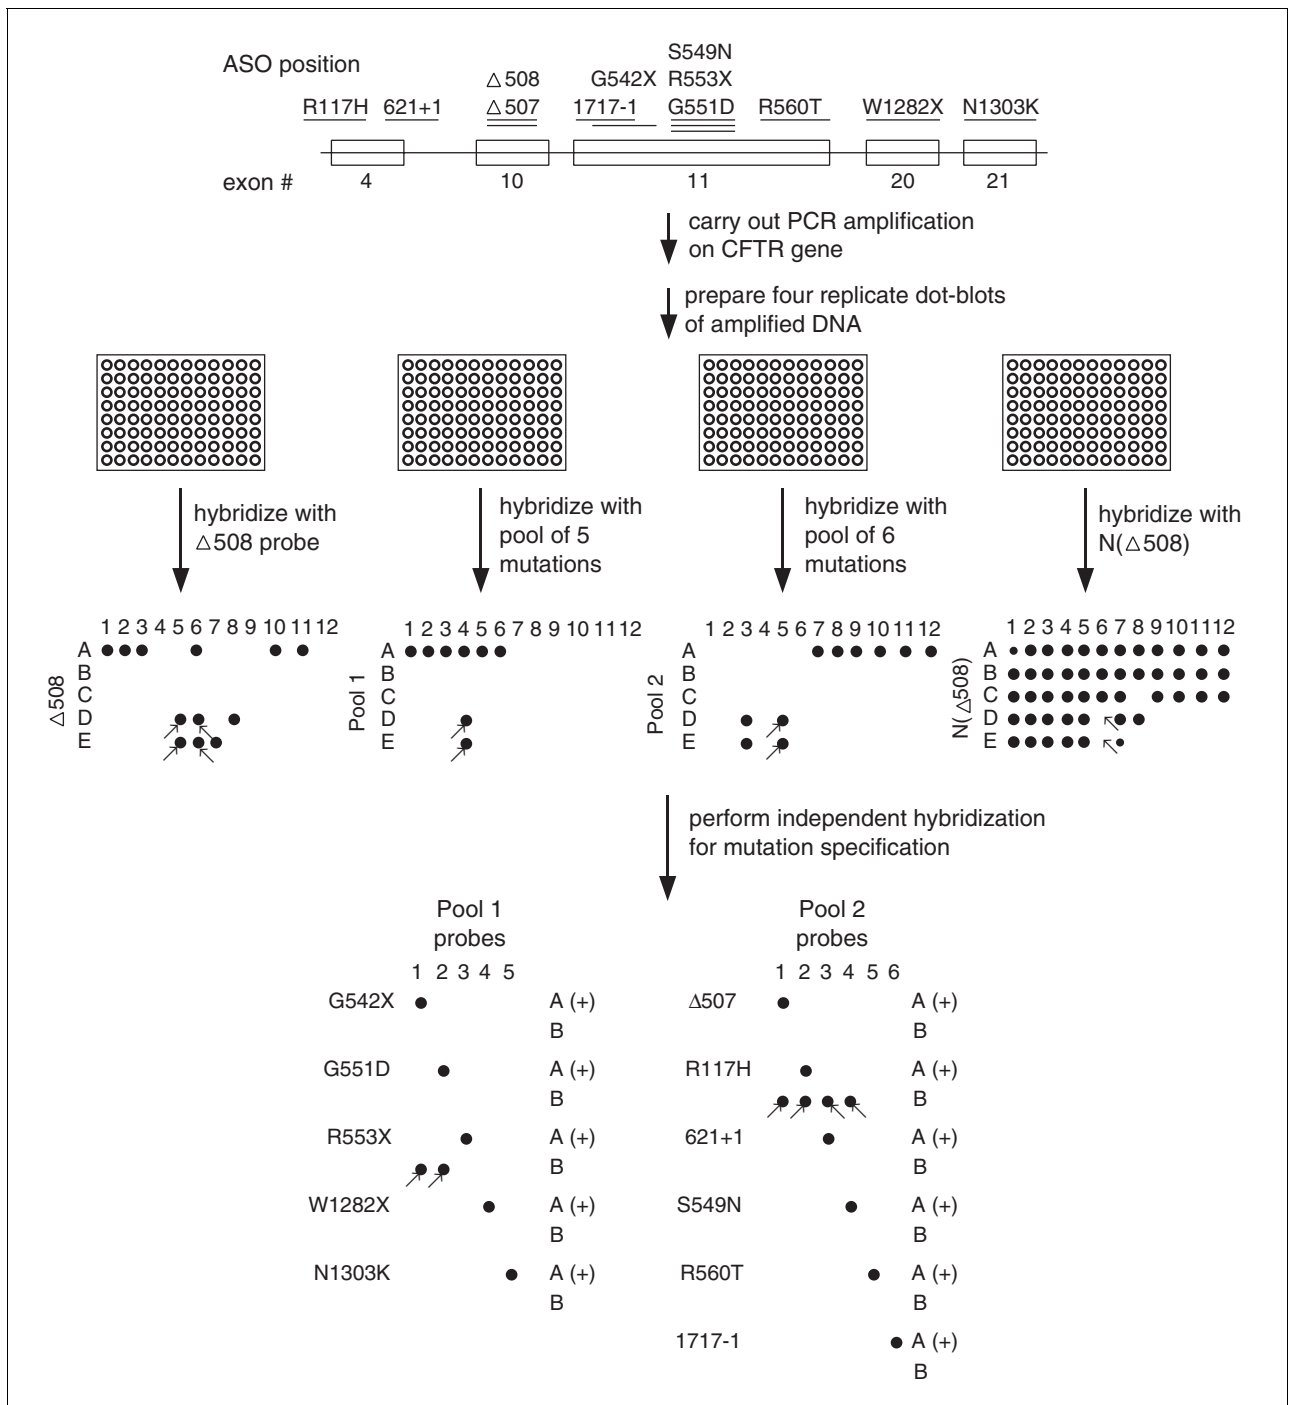 ASO position
S549N
△508 G542X R553X
R117H 621+1 △507 1717-1 G551D R560T W1282X N1303K
exon # 4 10 11 20 21
carry out PCR amplification
on CFTR gene
prepare four replicate dot-blots
of amplified DNA
hybridize with
△508 probe
hybridize with
pool of 5
mutations
hybridize with
pool of 6
mutations
hybridize with
N(△508)
1 2 3 4 5 6 7 8 9 10 11 12
△508
A
B
C
D
E
1 2 3 4 5 6 7 8 9 10 11 12
Pool 1
A
B
C
D
E
1 2 3 4 5 6 7 8 9 10 11 12
Pool 2
A
B
C
D
E
1 2 3 4 5 6 7 8 9 10 11 12
N(△508)
A
B
C
D
E
perform independent hybridization
for mutation specification
Pool 1
probes
1 2 3 4 5
G542X A (+)
B
G551D A (+)
B
R553X A (+)
B
W1282X A (+)
B
N1303K A (+)
B
Pool 2
probes
1 2 3 4 5 6
Δ507 A (+)
B
R117H A (+)
B
621+1 A (+)
B
S549N A (+)
B
R560T A (+)
B
1717-1 A (+)
B